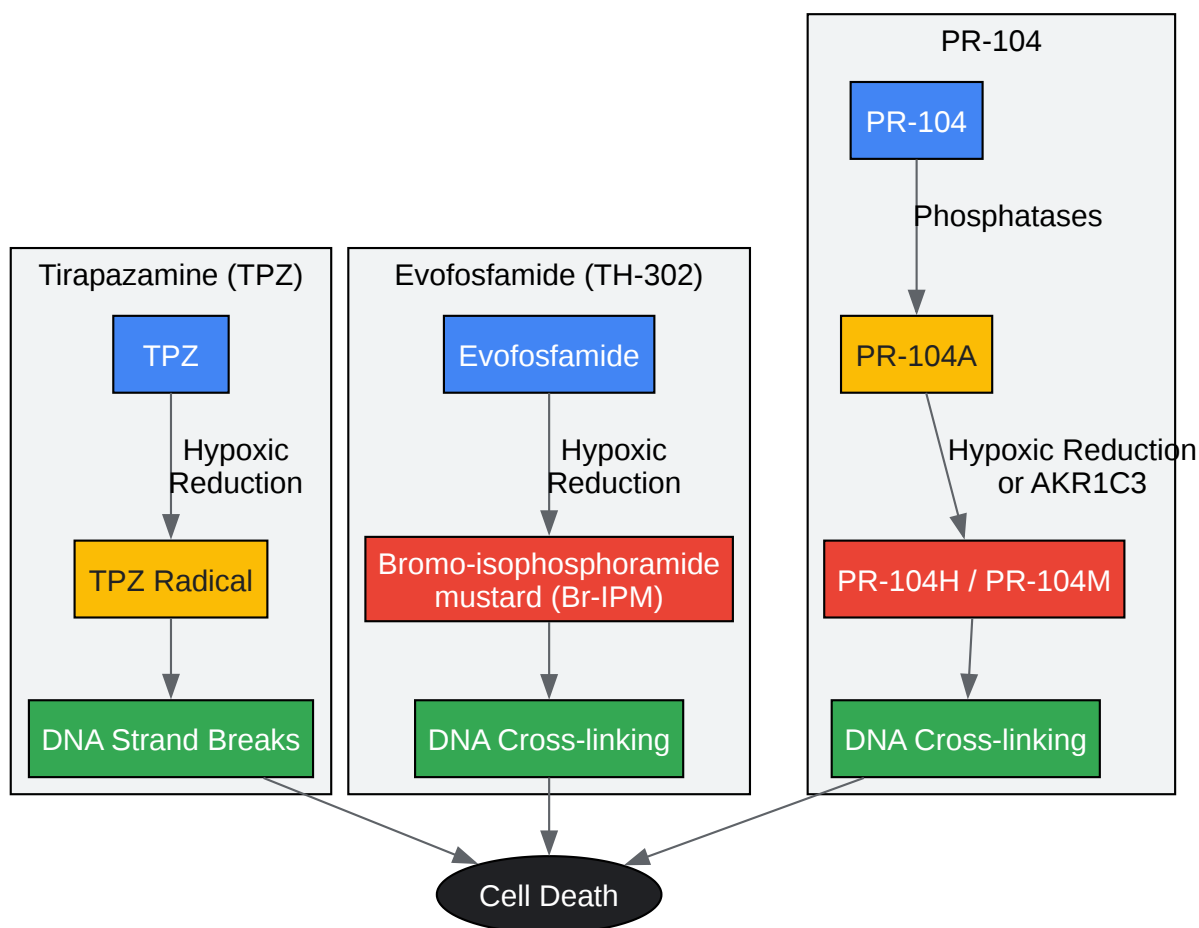 PR-104
PR-104
Phosphatases
Tirapazamine (TPZ)
Evofosfamide (TH-302)
TPZ
Evofosfamide
PR-104A
Hypoxic
Reduction
Hypoxic
Reduction
Hypoxic Reduction
or AKR1C3
TPZ Radical
Bromo-isophosphoramide
mustard (Br-IPM)
PR-104H / PR-104M
DNA Strand Breaks
DNA Cross-linking
DNA Cross-linking
Cell Death